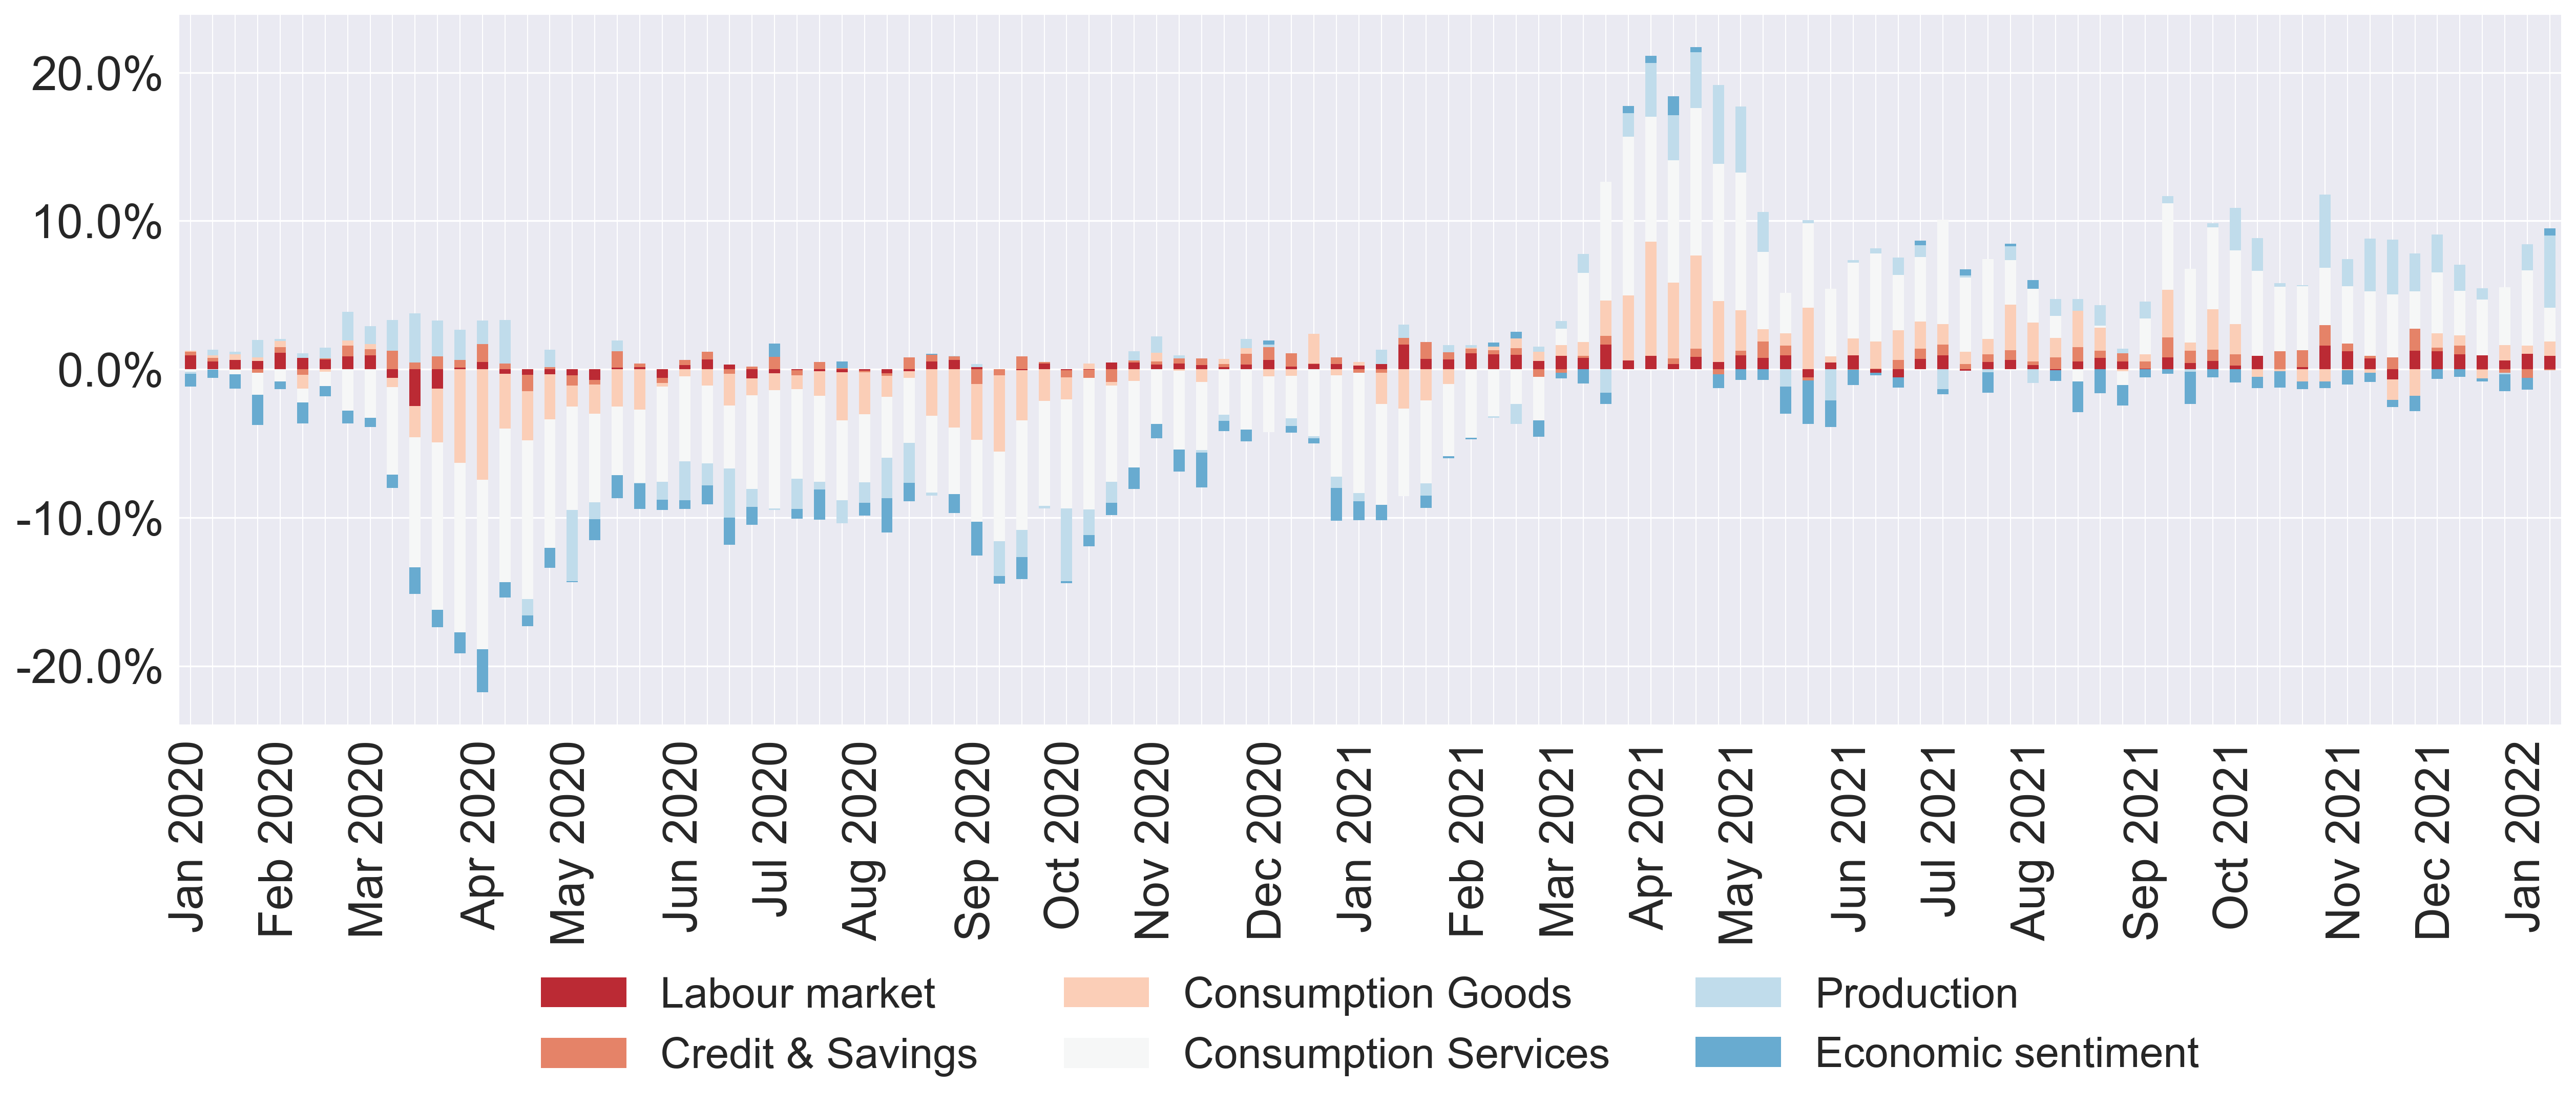 20.0%
10.0%
0.0%
-10.0%
-20.0%
Jan 2020
Feb 2020
Mar 2020
Apr 2020
May 2020
Jun 2020
Jul 2020
Aug 2020
Sep 2020
Oct 2020
Nov 2020
Dec 2020
Jan 2021
Feb 2021
Mar 2021
Apr 2021
May 2021
Jun 2021
Jul 2021
Aug 2021
Sep 2021
Oct 2021
Nov 2021
Dec 2021
Jan 2022
Labour market
Consumption Goods
Production
Credit & Savings
Consumption Services
Economic sentiment